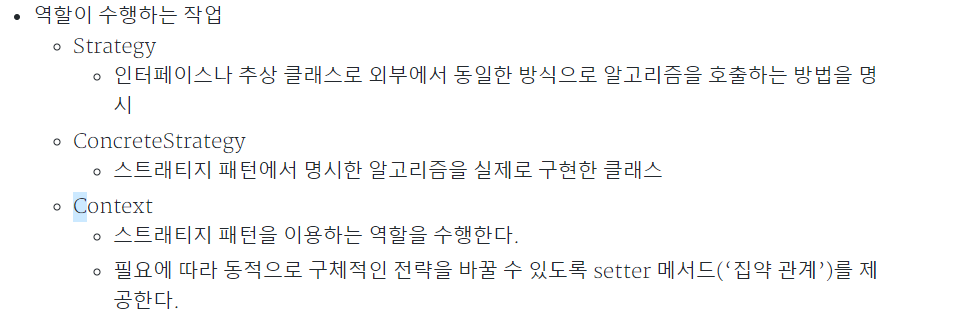 역할이 수행하는 작업
Strategy
인터페이스나 추상 클래스로 외부에서 동일한 방식으로 알고리즘을 호출하는 방법을 명
시
ConcreteStrategy
스트래티지 패턴에서 명시한 알고리즘을 실제로 구현한 클래스
Context
스트래티지 패턴을 이용하는 역할을 수행한다.
필요에 따라 동적으로 구체적인 전략을 바꿀 수 있도록 setter 메서드(‘집약 관계’)를 제
공한다.